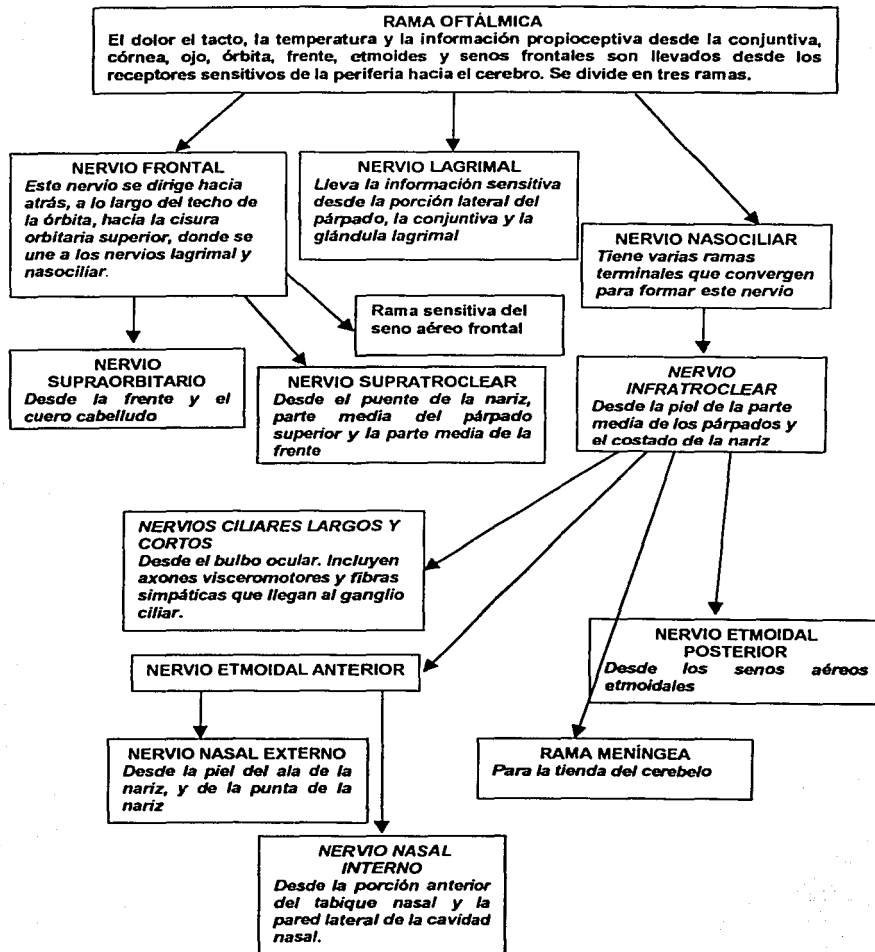 RAMA OFTÁLMICA
El dolor el tacto, la temperatura y la información propioceptiva desde la conjuntiva,
córnea, ojo, órbita, frente, etmoides y senos frontales son llevados desde los
receptores sensitivos de la periferia hacia el cerebro. Se divide en tres ramas.
NERVIO FRONTAL
Este nervio se dirige hacia
atrás, a lo largo del techo de
la órbita, hacia la cisura
orbitaria superior, donde se
une a los nervios lagrimal y
nasociliar.
NERVIO LAGRIMAL
Lleva la información sensitiva
desde la porción lateral del
párpado, la conjuntiva y la
glándula lagrimal
NERVIO NASOCILIAR
Tiene varias ramas
terminales que convergen
para formar este nervio
Rama sensitiva del
seno aéreo frontal
NERVIO
SUPRAORBITARIO
Desde la frente y el
cuero cabelludo
NERVIO SUPRATROCLEAR
Desde el puente de la nariz,
parte media del párpado
superior y la parte media de la
frente
NERVIO
INFRATROCLEAR
Desde la piel de la parte
media de los párpados y
el costado de la nariz
NERVIOS CILIARES LARGOS Y
CORTOS
Desde el bulbo ocular. Incluyen
axones visceromotores y fibras
simpáticas que llegan al ganglio
ciliar.
NERVIO ETMOIDAL
POSTERIOR
Desde los senos aéreos
etmoidales
NERVIO ETMOIDAL ANTERIOR
NERVIO NASAL EXTERNO
Desde la piel del ala de la
nariz, y de la punta de la
nariz
RAMA MENÍNGEA
Para la tienda del cerebelo
NERVIO NASAL
INTERNO
Desde la porción anterior
del tabique nasal y la
pared lateral de la cavidad
nasal.